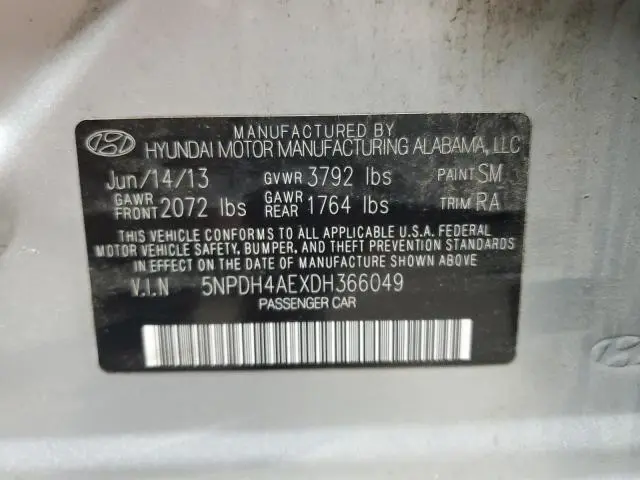 MANUFACTURED BY
HYUNDAI MOTOR MANUFACTURING ALABAMA, LLC
Jun/14/13 GVWR 3792 lbs PAINT SM
GAWR FRONT 2072 lbs GAWR REAR 1764 lbs TRIM RA
THIS VEHICLE CONFORMS TO ALL APPLICABLE U.S.A. FEDERAL
MOTOR VEHICLE SAFETY, BUMPER, AND THEFT PREVENTION STANDARDS
IN EFFECT ON THE DATE OF MANUFACTURE SHOWN ABOVE.
V.I.N 5NPDH4AEXDH366049
PASSENGER CAR